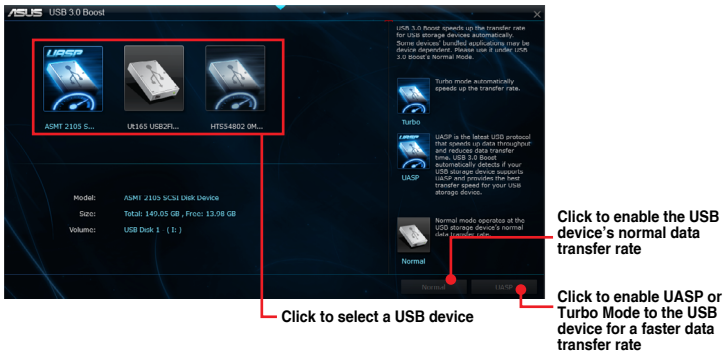 ASUS USB 3.0 Boost
UASP
ASMT 2105 S...
Ut165 USB2Fl...
HTS54802 0M...
Model: ASMT 2105 SCSI Disk Device
Size: Total: 149.05 GB , Free: 13.98 GB
Volume: USB Disk 1 - ( I: )
USB 3.0 Boost speeds up the transfer rate
for USB storage devices automatically.
Some devices' bundled applications may be
device dependent. Please use it under USB
3.0 Boost's Normal Mode.
Turbo mode automatically
speeds up the transfer rate.
Turbo
UASP
UASP is the latest USB protocol
that speeds up data throughput
and reduces data transfer
time. USB 3.0 Boost
automatically detects if your
USB storage device supports
UASP and provides the best
transfer speed for your USB
storage device.
UASP
Normal mode operates at the
USB storage device's normal
data transfer rate.
Normal
Normal
UASP
Click to enable the USB
device's normal data
transfer rate
Click to enable UASP or
Turbo Mode to the USB
device for a faster data
transfer rate
Click to select a USB device